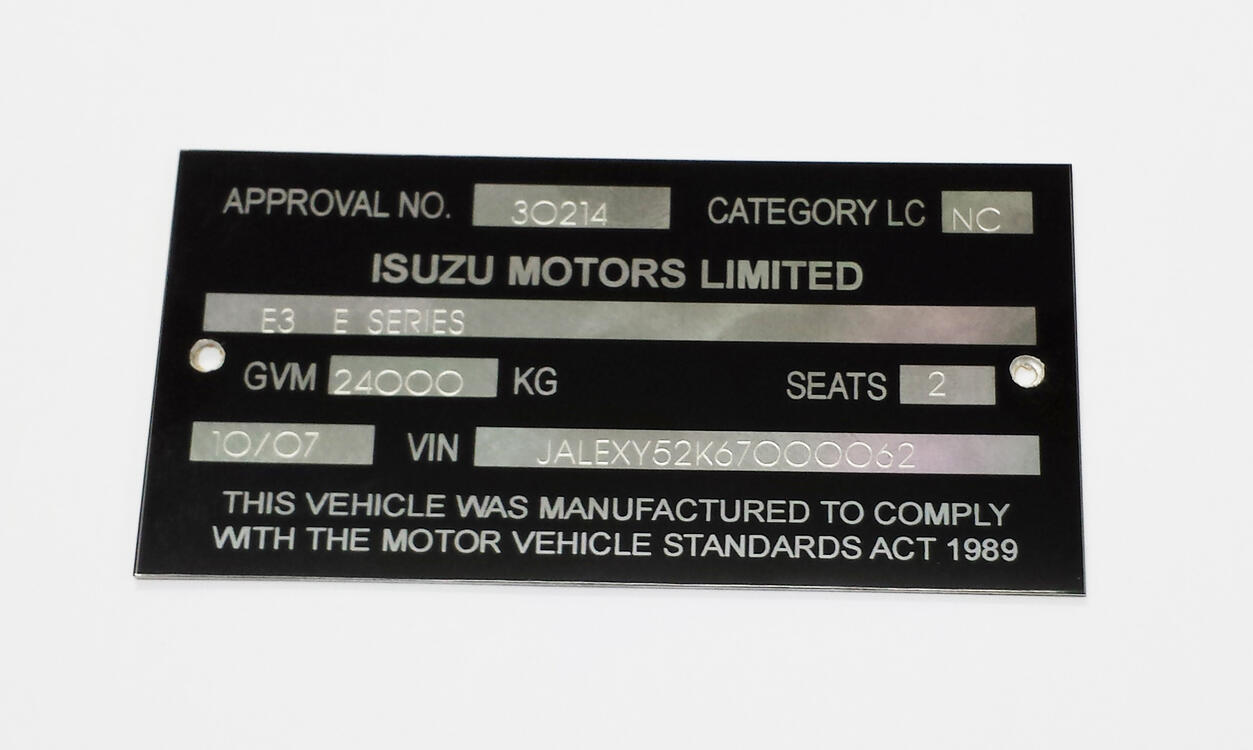 APPROVAL NO. 30214 CATEGORY LC NC
ISUZU MOTORS LIMITED
E3 E SERIES
GVM 24000 KG SEATS 2
10/07 VIN JALEXY52K67000062
THIS VEHICLE WAS MANUFACTURED TO COMPLY
WITH THE MOTOR VEHICLE STANDARDS ACT 1989